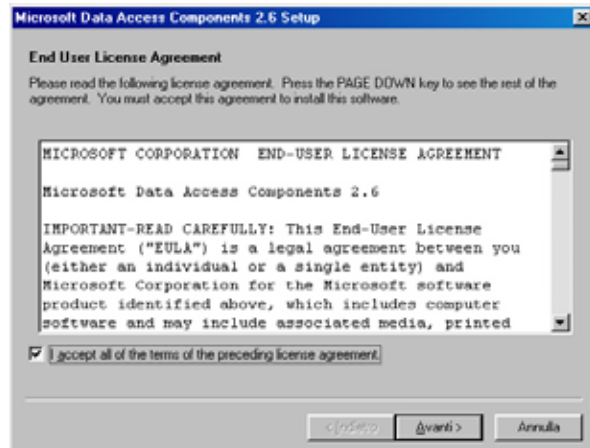 Microsoft Data Access Components 2.6 Setup
End User License Agreement
Please read the following license agreement. Press the PAGE DOWN key to see the rest of the
agreement. You must accept this agreement to install this software.
MICROSOFT CORPORATION END-USER LICENSE AGREEMENT
Microsoft Data Access Components 2.6
IMPORTANT-READ CAREFULLY: This End-User License
Agreement ("EULA") is a legal agreement between you
(either an individual or a single entity) and
Microsoft Corporation for the Microsoft software
product identified above, which includes computer
software and may include associated media, printed
I accept all of the terms of the preceding license agreement.
< Indietro Avanti > Annulla